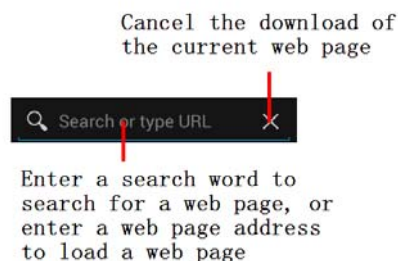 Cancel the download of
the current web page
Search or type URL
Enter a search word to
search for a web page, or
enter a web page address
to load a web page